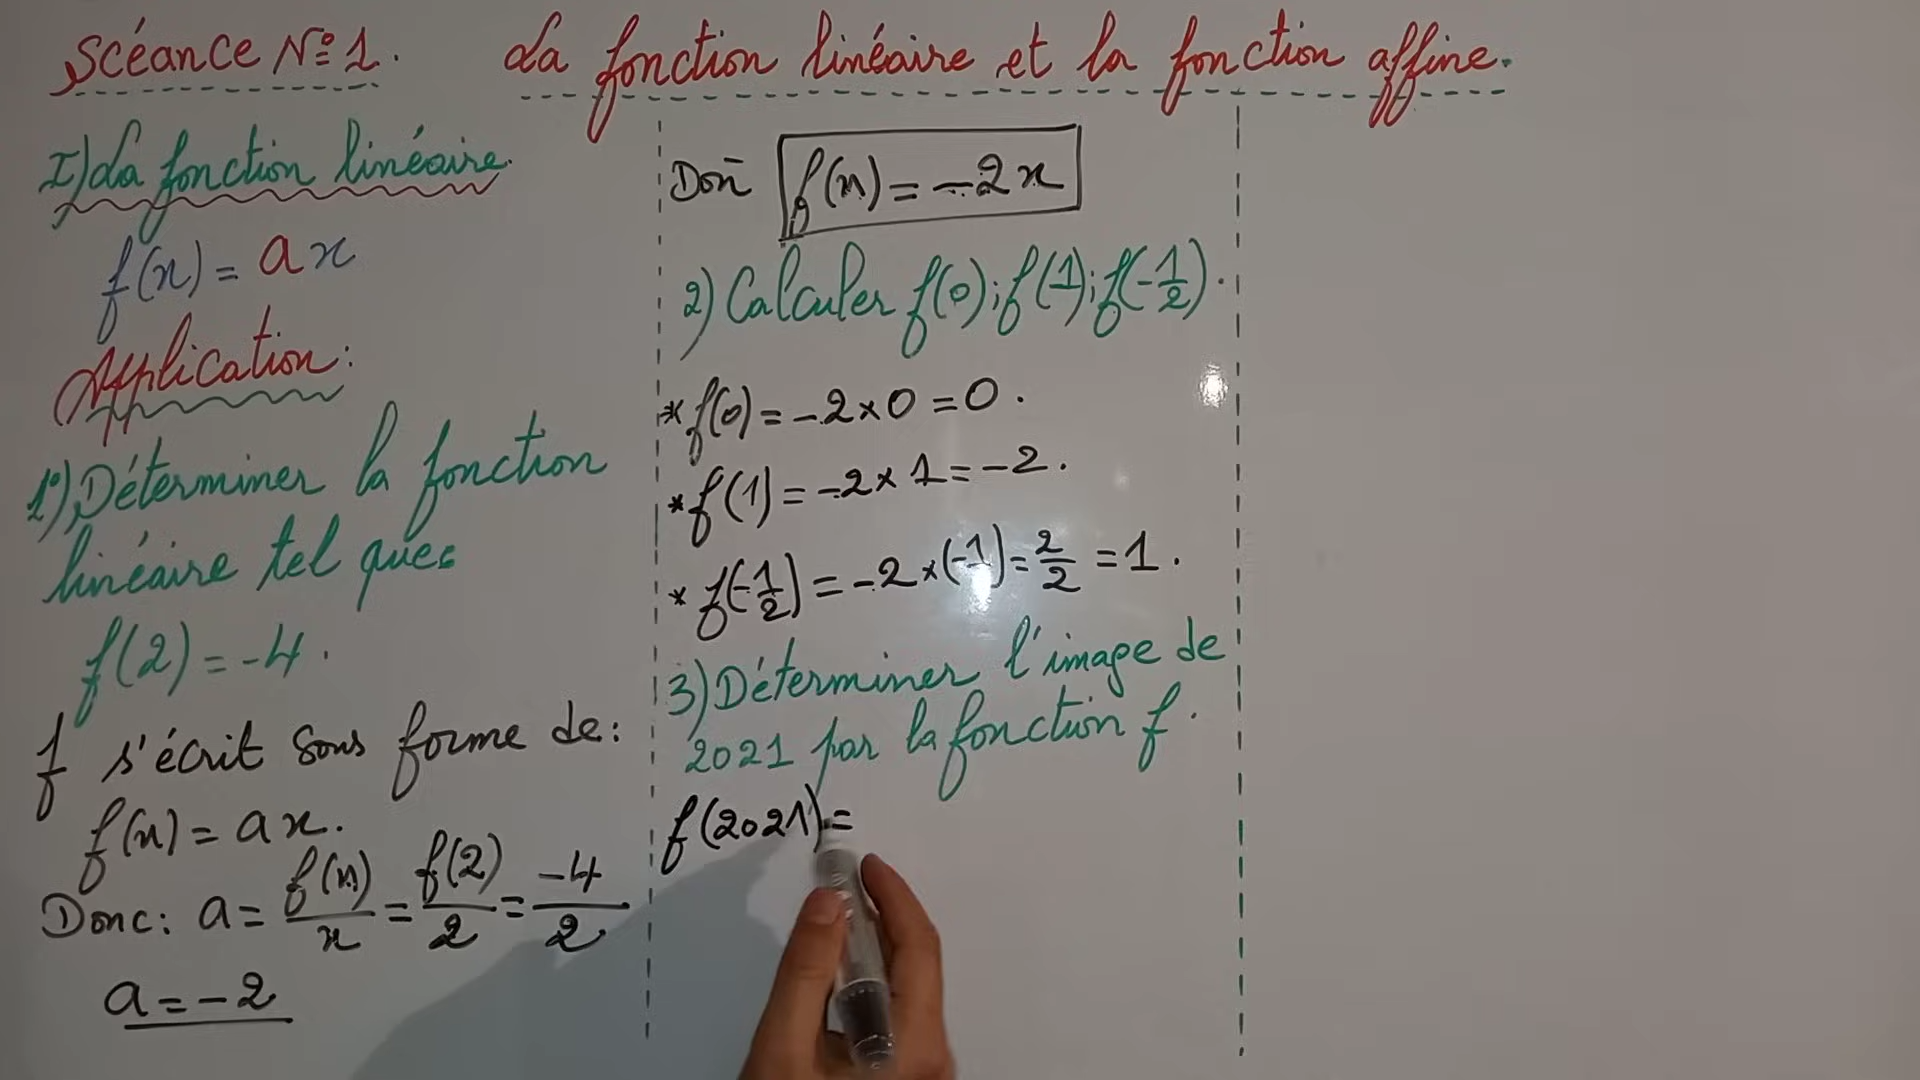 Scéance N° 1. La fonction linéaire et la fonction affine.
I) La fonction linéaire.
f(x) = ax
Application:
1°) Déterminer la fonction
linéaire tel que:
f(2) = -4.
f s'écrit sous forme de:
f(x) = ax.
Donc: a = f(x)/x = f(2)/2 = -4/2
a = -2
Don̄ f(x) = -2x
2) Calculer f(0); f(1); f(-1/2).
* f(0) = -2 × 0 = 0.
* f(1) = -2 × 1 = -2.
* f(-1/2) = -2 × (-1) = 2/2 = 1.
3) Déterminer l'image de
2021 par la fonction f.
f(2021) =